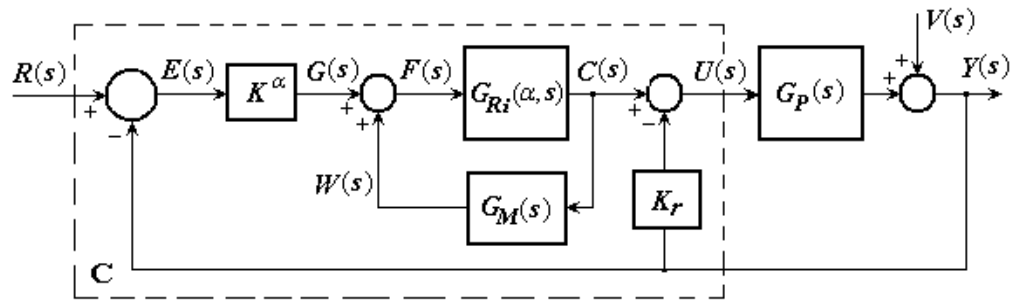 V(s)
R(s) E(s) G(s) F(s) C(s) U(s) Y(s)
K^α G_Ri(α,s) G_P(s)
+ + + + + +
− + − 
W(s) G_M(s) K_r
C